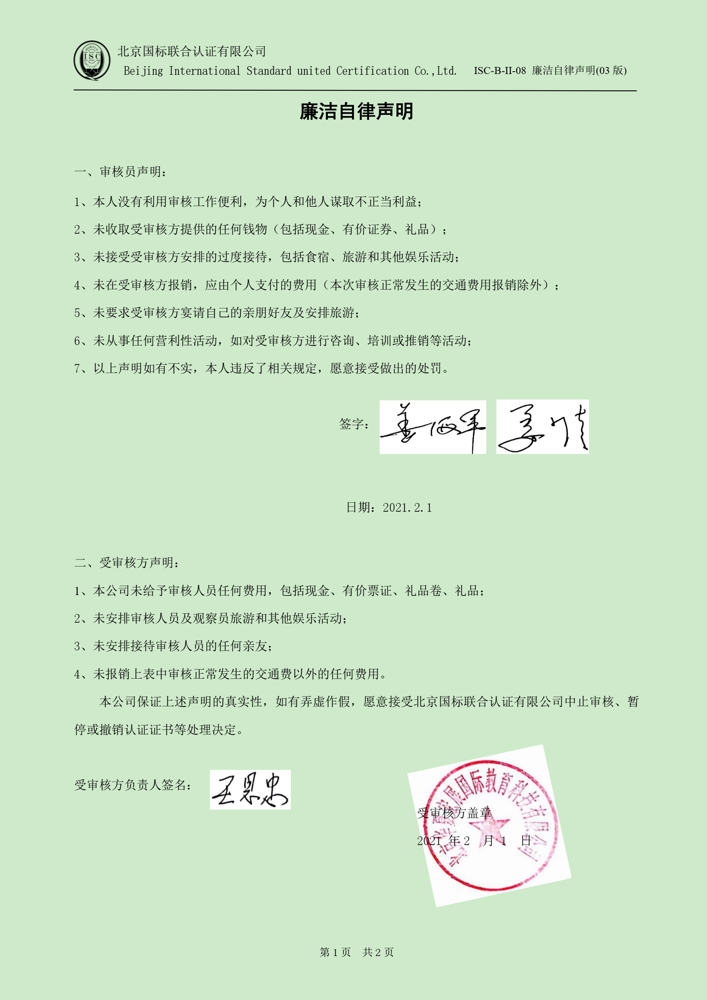 ISC
北京国标联合认证有限公司
Beijing International Standard united Certification Co.,Ltd. ISC-B-II-08 廉洁自律声明(03 版)
廉洁自律声明
一、审核员声明：
1、本人没有利用审核工作便利，为个人和他人谋取不正当利益；
2、未收取受审核方提供的任何钱物（包括现金、有价证券、礼品）；
3、未接受受审核方安排的过度接待，包括食宿、旅游和其他娱乐活动；
4、未在受审核方报销，应由个人支付的费用（本次审核正常发生的交通费用报销除外）；
5、未要求受审核方宴请自己的亲朋好友及安排旅游；
6、未从事任何营利性活动，如对受审核方进行咨询、培训或推销等活动；
7、以上声明如有不实，本人违反了相关规定，愿意接受做出的处罚。
签字：
日期：2021.2.1
二、受审核方声明：
1、本公司未给予审核人员任何费用，包括现金、有价票证、礼品卷、礼品；
2、未安排审核人员及观察员旅游和其他娱乐活动；
3、未安排接待审核人员的任何亲友；
4、未报销上表中审核正常发生的交通费以外的任何费用。
本公司保证上述声明的真实性，如有弄虚作假，愿意接受北京国标联合认证有限公司中止审核、暂
停或撤销认证证书等处理决定。
受审核方负责人签名： 王恩忠
国际教育科技有限公司
受审核方盖章
2021 年 2 月 1 日
第 1 页 共 2 页